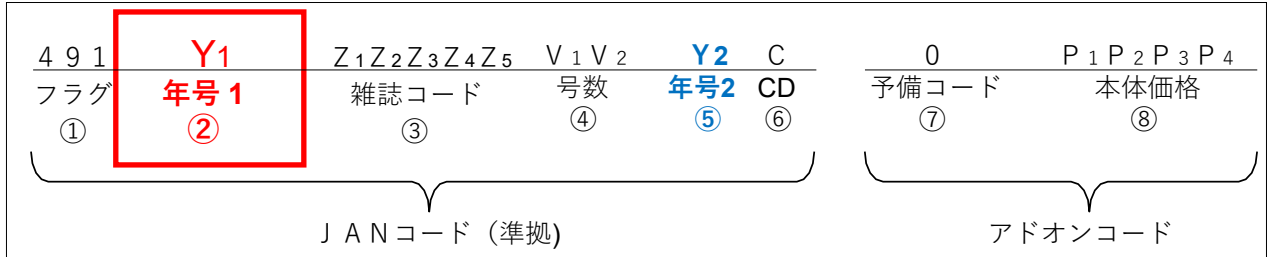 ４９１ Y1 Z1Z2Z3Z4Z5 V1V2 Y2 C 0 P1P2P3P4
フラグ 年号1 雑誌コード 号数 年号2 CD 予備コード 本体価格
① ② ③ ④ ⑤ ⑥ ⑦ ⑧
ＪＡＮコード（準拠) アドオンコード